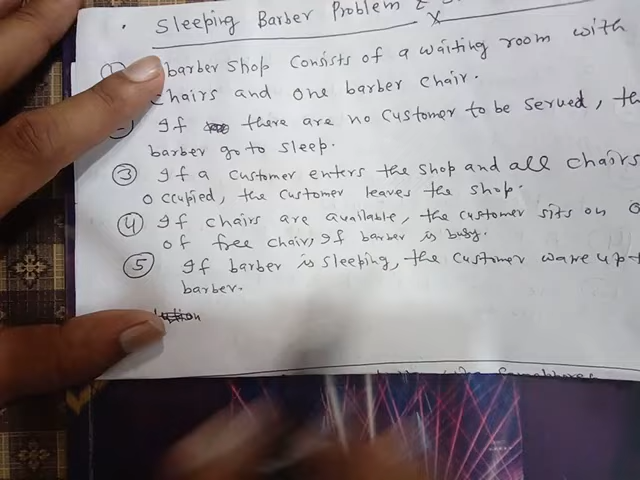 Sleeping Barber Problem &
barber shop consists of a waiting room with
chairs and one barber chair.
If there are no customer to be served, the
barber go to sleep.
③ If a customer enters the shop and all chairs
occupied, the customer leaves the shop.
④ If chairs are available, the customer sits on
of free chair, If barber is busy.
⑤ If barber is sleeping, the customer wake up
barber.